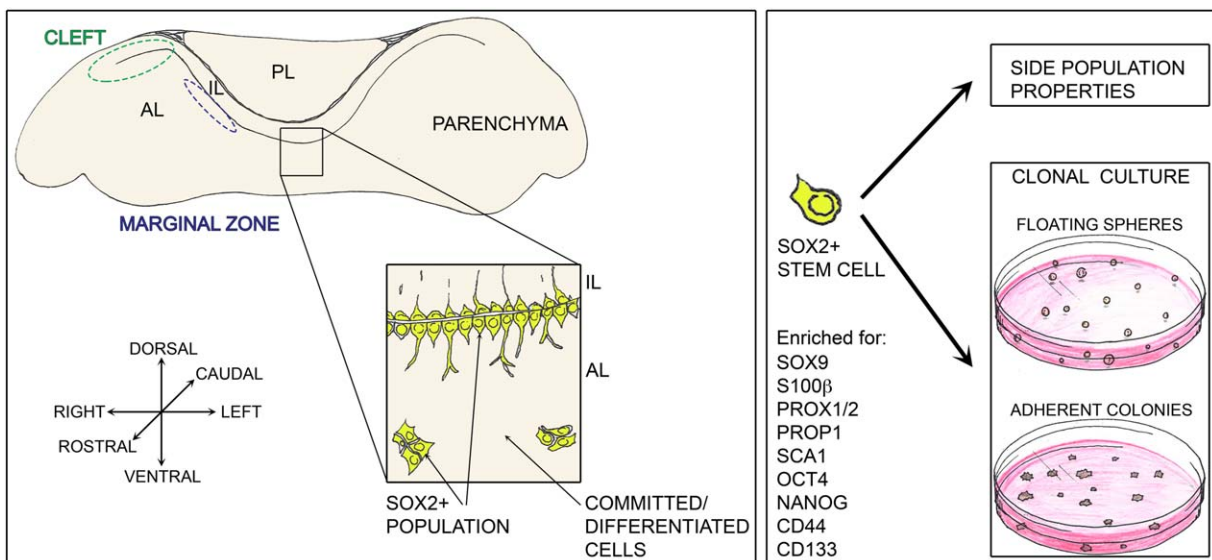 CLEFT
PL
IL
AL
PARENCHYMA
MARGINAL ZONE
IL
AL
DORSAL
CAUDAL
RIGHT
LEFT
ROSTRAL
VENTRAL
SOX2+
POPULATION
COMMITTED/
DIFFERENTIATED
CELLS
SIDE POPULATION
PROPERTIES
SOX2+
STEM CELL
Enriched for:
SOX9
S100β
PROX1/2
PROP1
SCA1
OCT4
NANOG
CD44
CD133
CLONAL CULTURE
FLOATING SPHERES
ADHERENT COLONIES